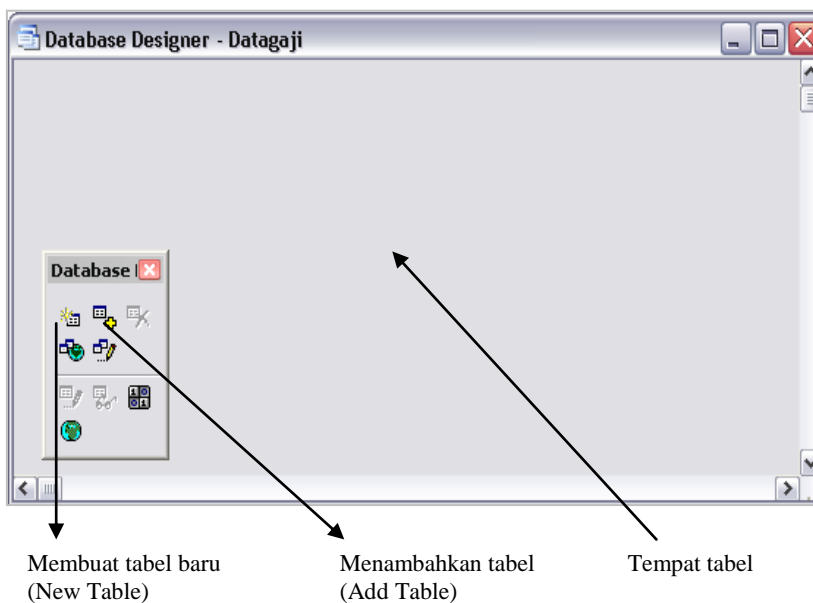 Database Designer - Datagaji
Database
Membuat tabel baru
(New Table)
Menambahkan tabel
(Add Table)
Tempat tabel